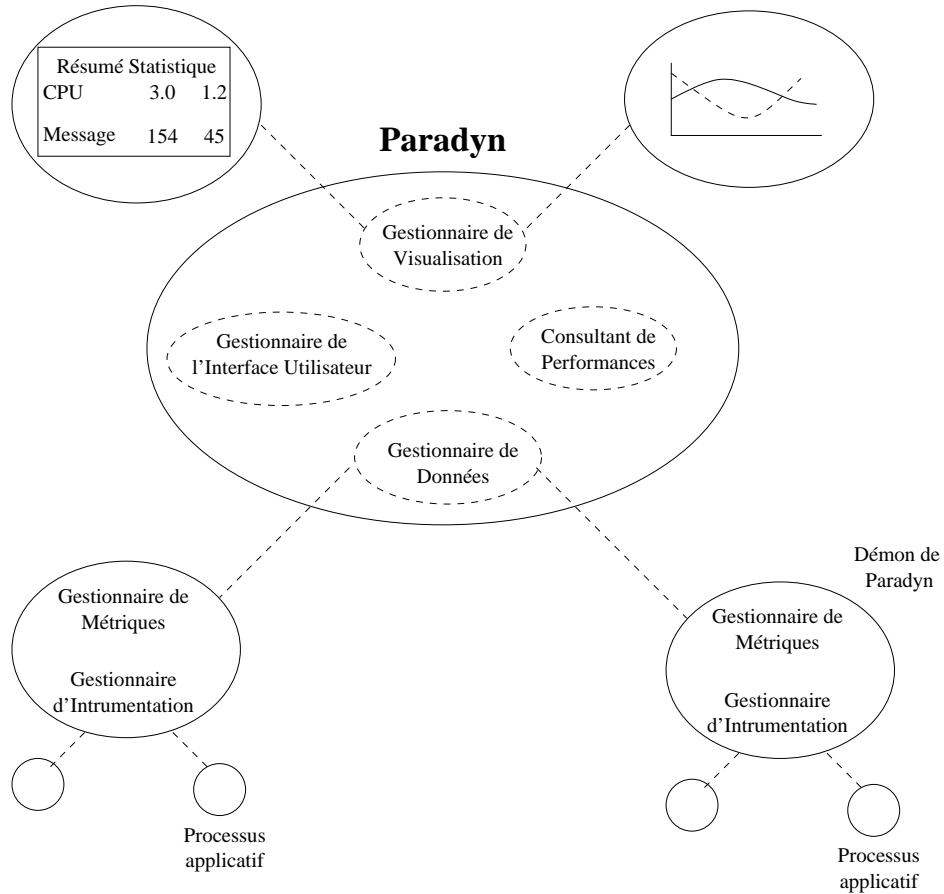 Résumé Statistique
CPU 3.0 1.2
Message 154 45
Paradyn
Gestionnaire de
Visualisation
Gestionnaire de
l'Interface Utilisateur
Consultant de
Performances
Gestionnaire de
Données
Démon de
Paradyn
Gestionnaire de
Métriques
Gestionnaire
d'Intrumentation
Gestionnaire de
Métriques
Gestionnaire
d'Intrumentation
Processus
applicatif
Processus
applicatif